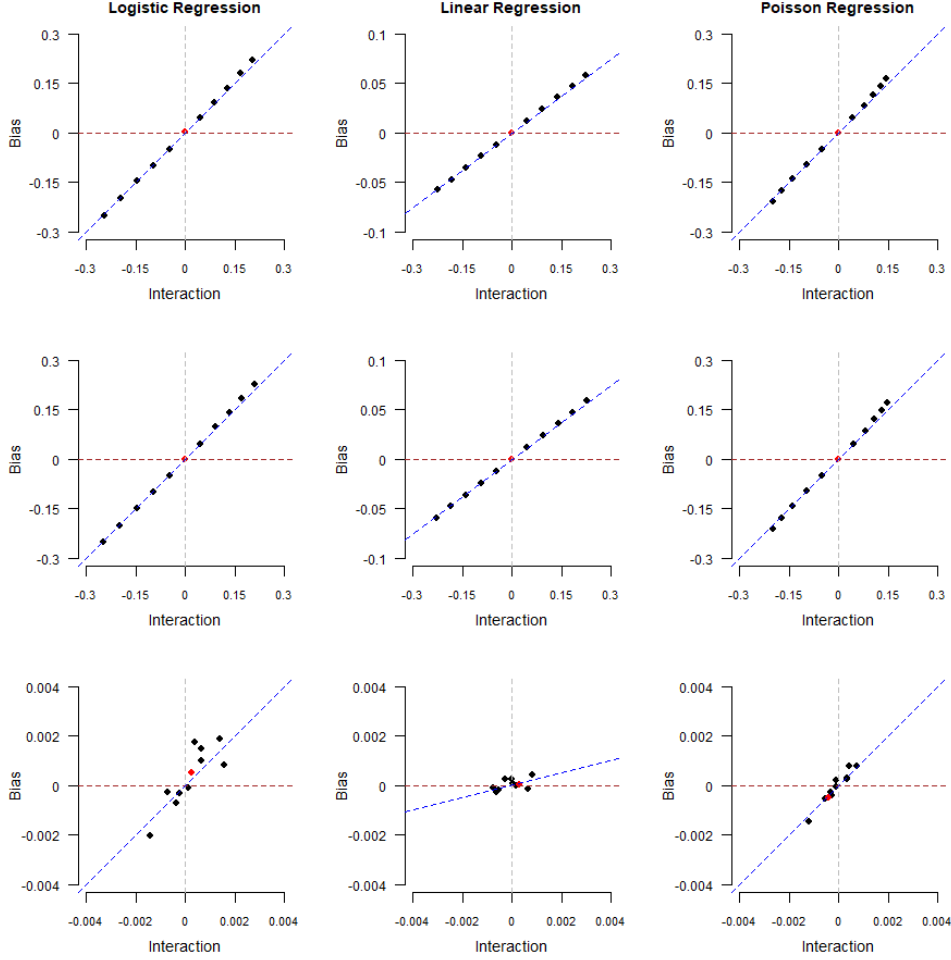 Logistic Regression
Linear Regression
Poisson Regression
Bias
0.3
0.15
0
-0.15
-0.3
-0.3 -0.15 0 0.15 0.3
Interaction
Bias
0.1
0.05
0
-0.05
-0.1
-0.3 -0.15 0 0.15 0.3
Interaction
Bias
0.3
0.15
0
-0.15
-0.3
-0.3 -0.15 0 0.15 0.3
Interaction
Bias
0.3
0.15
0
-0.15
-0.3
-0.3 -0.15 0 0.15 0.3
Interaction
Bias
0.1
0.05
0
-0.05
-0.1
-0.3 -0.15 0 0.15 0.3
Interaction
Bias
0.3
0.15
0
-0.15
-0.3
-0.3 -0.15 0 0.15 0.3
Interaction
Bias
0.004
0.002
0
-0.002
-0.004
-0.004 -0.002 0 0.002 0.004
Interaction
Bias
0.004
0.002
0
-0.002
-0.004
-0.004 -0.002 0 0.002 0.004
Interaction
Bias
0.004
0.002
0
-0.002
-0.004
-0.004 -0.002 0 0.002 0.004
Interaction